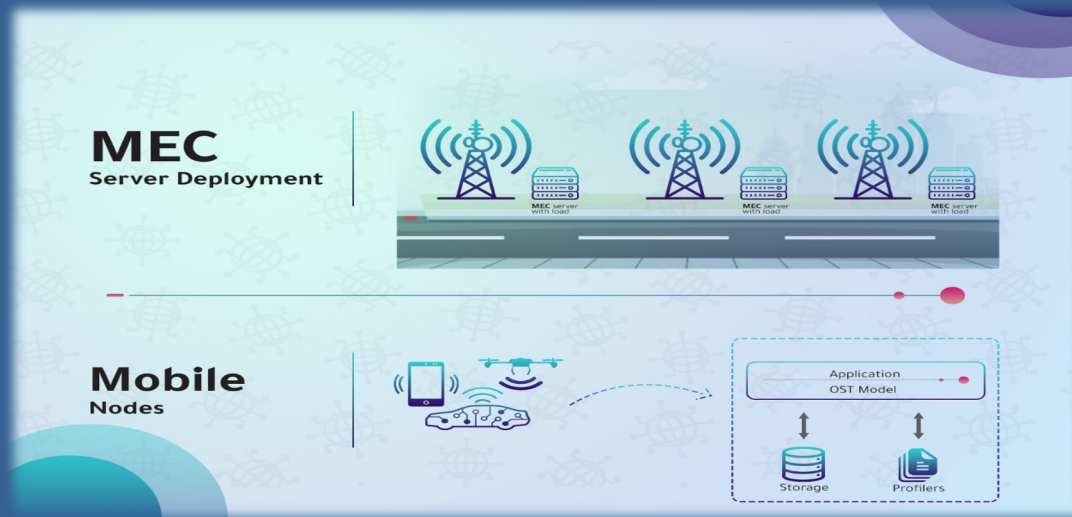 MEC
Server Deployment
MEC server
with load
MEC server
with load
MEC server
with load
Mobile
Nodes
Application
OST Model
Storage
Profilers